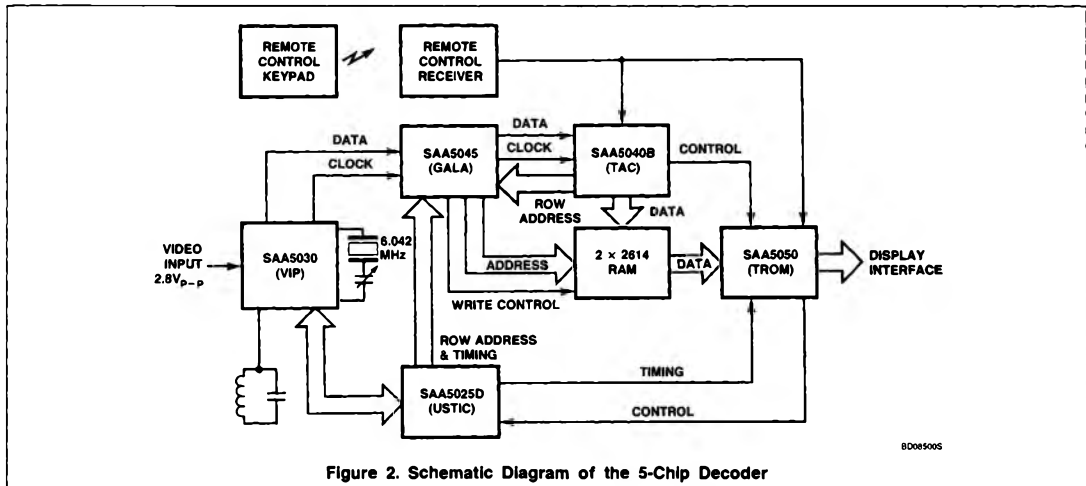 REMOTE
CONTROL
KEYPAD
REMOTE
CONTROL
RECEIVER
DATA
CLOCK
SAA5045
(GALA)
DATA
CLOCK
SAA5040B
(TAC)
CONTROL
ROW
ADDRESS
DATA
VIDEO
INPUT
2.8VP-P
SAA5030
(VIP)
6.042
MHz
ADDRESS
2 × 2614
RAM
DATA
SAA5050
(TROM)
DISPLAY
INTERFACE
WRITE CONTROL
ROW ADDRESS
& TIMING
SAA5025D
(USTIC)
TIMING
CONTROL
BD08500S
Figure 2. Schematic Diagram of the 5-Chip Decoder